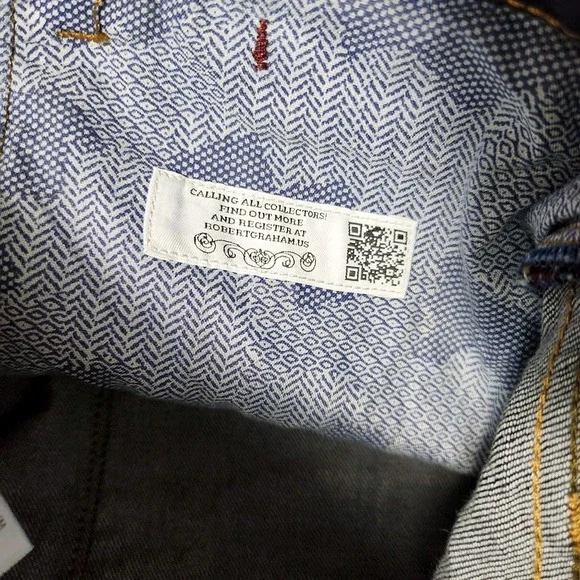 CALLING ALL COLLECTORS!
FIND OUT MORE
AND REGISTER AT
ROBERTGRAHAM.US